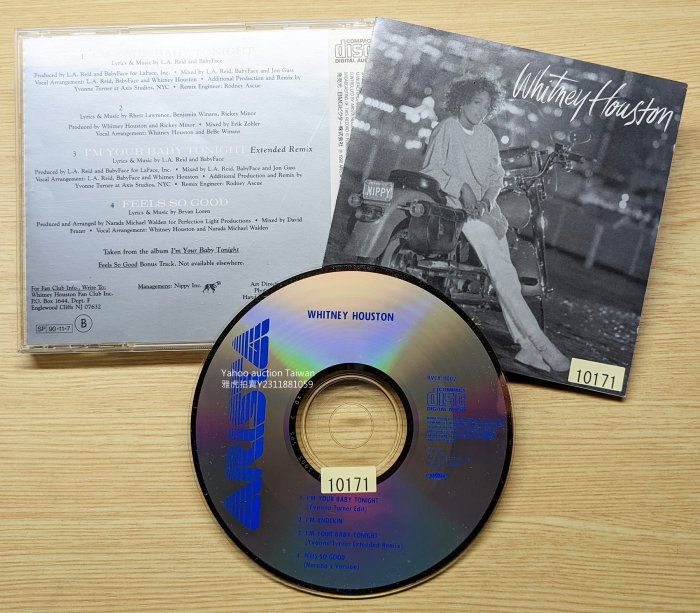 1
Lyrics & Music by L.A. Reid and BabyFace
Produced by L.A. Reid and BabyFace for LaFace, Inc. • Mixed by L.A. Reid, BabyFace and Jon Gass
Vocal Arrangement: L.A. Reid, BabyFace and Whitney Houston • Additional Production and Remix by
Yvonne Turner at Axis Studios, NYC • Remix Engineer: Rodney Ascue
2
Lyrics & Music by Rhett Lawrence, Benjamin Winans, Rickey Minor
Produced by Whitney Houston and Rickey Minor • Mixed by Erik Zobler
Vocal Arrangement: Whitney Houston and BeBe Winans
3 I'M YOUR BABY TONIGHT Extended Remix
Lyrics & Music by L.A. Reid and BabyFace
Produced by L.A. Reid and BabyFace for LaFace, Inc. • Mixed by L.A. Reid, BabyFace and Jon Gass
Vocal Arrangement: L.A. Reid, BabyFace and Whitney Houston • Additional Production and Remix by
Yvonne Turner at Axis Studios, NYC • Remix Engineer: Rodney Ascue
4 FEELS SO GOOD
Lyrics & Music by Bryan Loren
Produced and Arranged by Narada Michael Walden for Perfection Light Productions • Mixed by David
Frazer • Vocal Arrangement: Whitney Houston and Narada Michael Walden
Taken from the album I'm Your Baby Tonight
Feels So Good Bonus Track. Not available elsewhere.
For Fan Club Info., Write To:
Whitney Houston Fan Club Inc.
P.O. Box 1644, Dept. F
Englewood Cliffs NJ 07632
Management: Nippy Inc.
Art Direc
SP 90-11-7 B
COMPACT
disc
DIGITAL AUDIO
Whitney Houston
NIPPY
10171
WHITNEY HOUSTON
ARISTA
Yahoo auction Taiwan
雅虎拍賣Y2311881059
COMPACT
disc
DIGITAL AUDIO
10171
1. I'M YOUR BABY TONIGHT
(Yvonne Turner Edit)
2. I'M KNOCKIN'
3. I'M YOUR BABY TONIGHT
(Yvonne Turner Extended Remix)
4. FEELS SO GOOD
(Narada's Version)